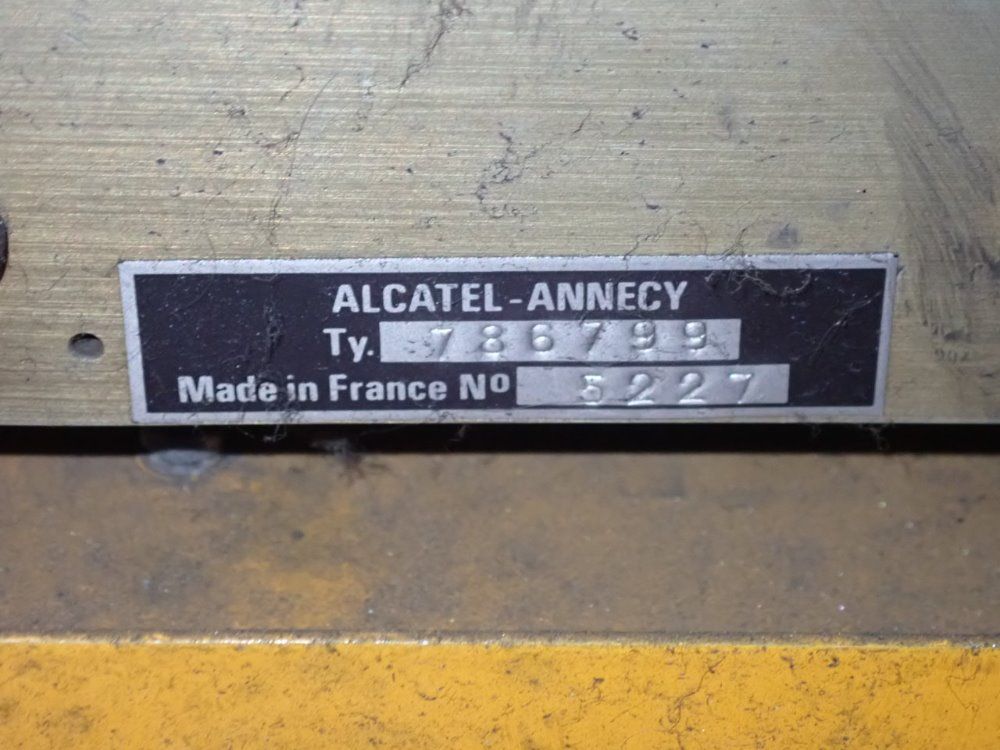 ALCATEL-ANNECY
Ty. 786799
Made in France Nº 5227